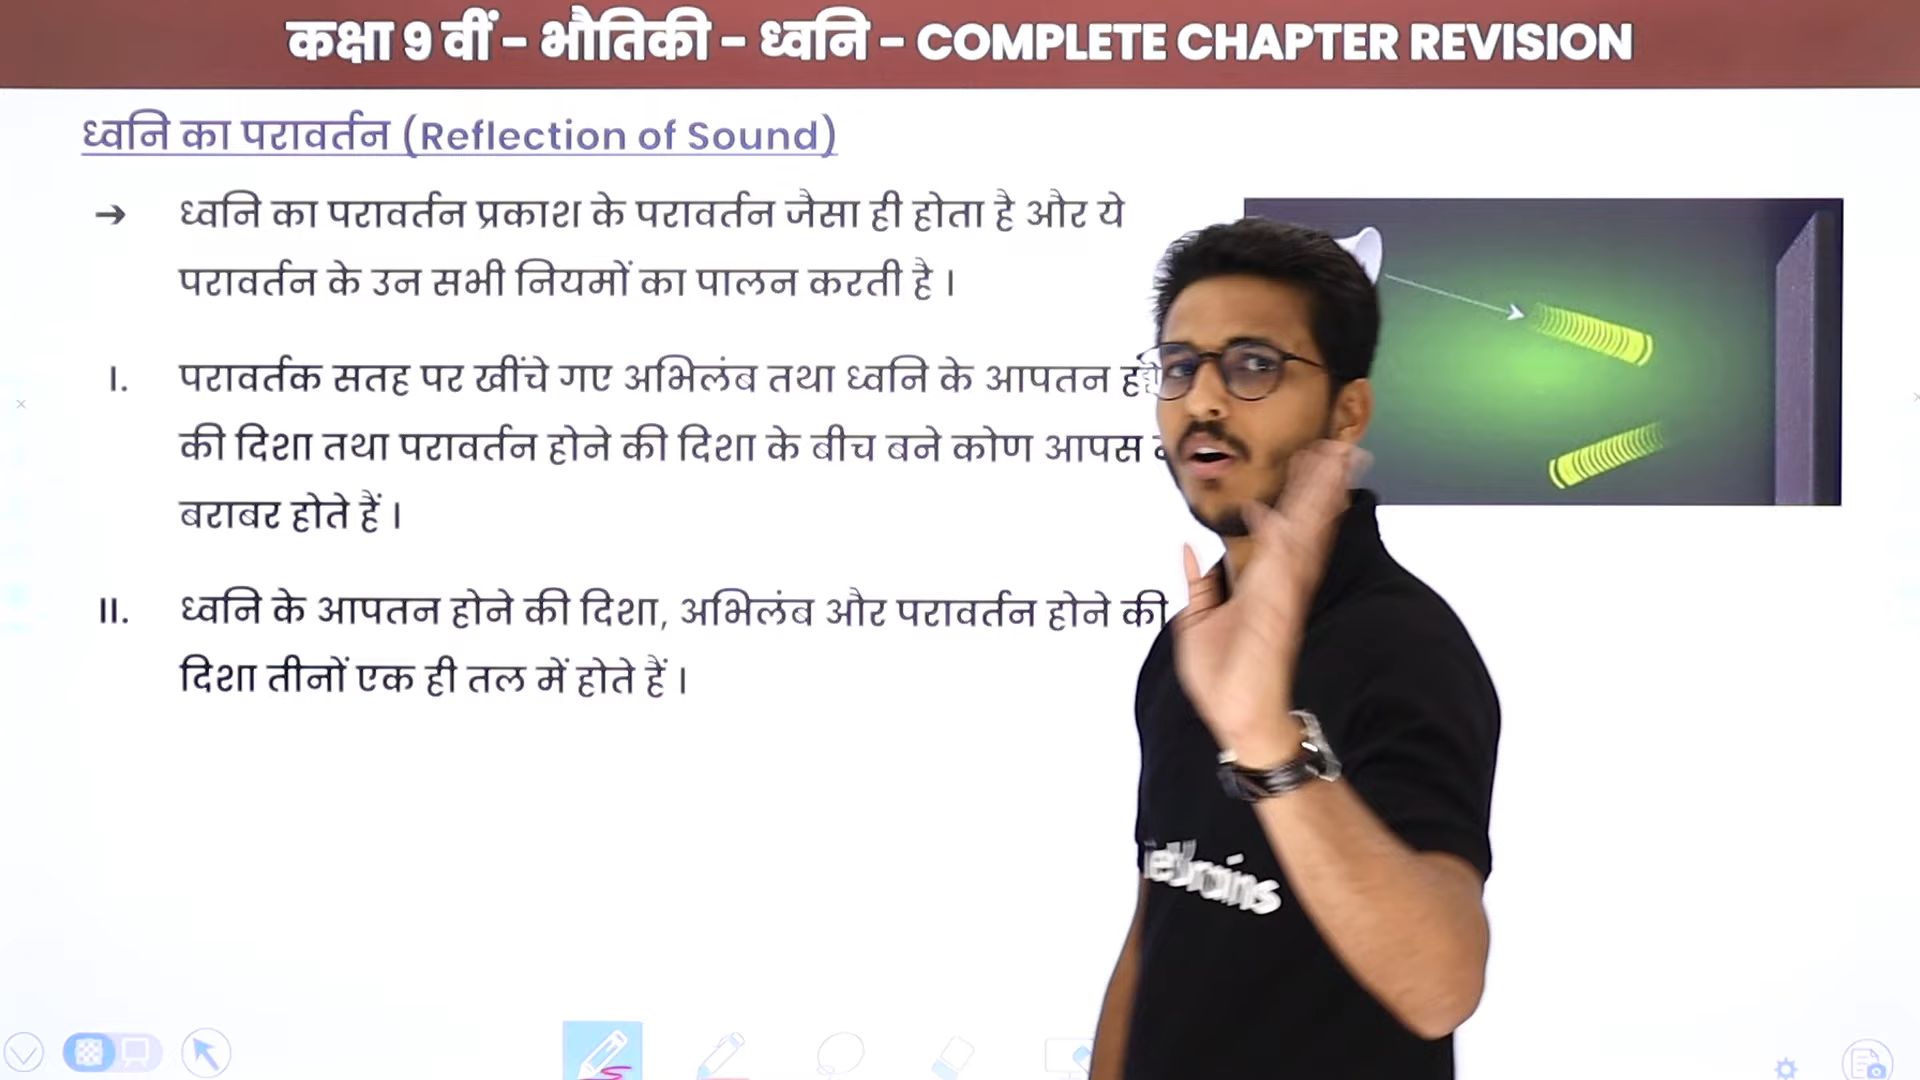 कक्षा 9 वीं - भौतिकी - ध्वनि - COMPLETE CHAPTER REVISION
ध्वनि का परावर्तन (Reflection of Sound)
➔ ध्वनि का परावर्तन प्रकाश के परावर्तन जैसा ही होता है और ये
परावर्तन के उन सभी नियमों का पालन करती है ।
I. परावर्तक सतह पर खींचे गए अभिलंब तथा ध्वनि के आपतन
की दिशा तथा परावर्तन होने की दिशा के बीच बने कोण आपस
बराबर होते हैं ।
II. ध्वनि के आपतन होने की दिशा, अभिलंब और परावर्तन होने की
दिशा तीनों एक ही तल में होते हैं ।